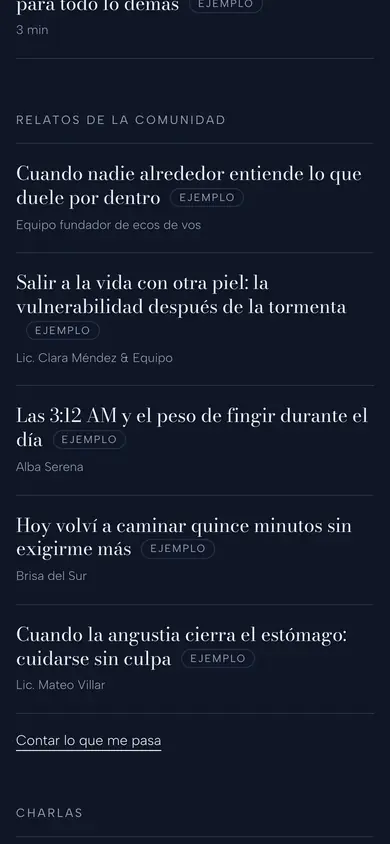 para todo lo demás EJEMPLO
3 min
RELATOS DE LA COMUNIDAD
Cuando nadie alrededor entiende lo que
duele por dentro EJEMPLO
Equipo fundador de ecos de vos
Salir a la vida con otra piel: la
vulnerabilidad después de la tormenta
EJEMPLO
Lic. Clara Méndez & Equipo
Las 3:12 AM y el peso de fingir durante el
día EJEMPLO
Alba Serena
Hoy volví a caminar quince minutos sin
exigirme más EJEMPLO
Brisa del Sur
Cuando la angustia cierra el estómago:
cuidarse sin culpa EJEMPLO
Lic. Mateo Villar
Contar lo que me pasa
CHARLAS